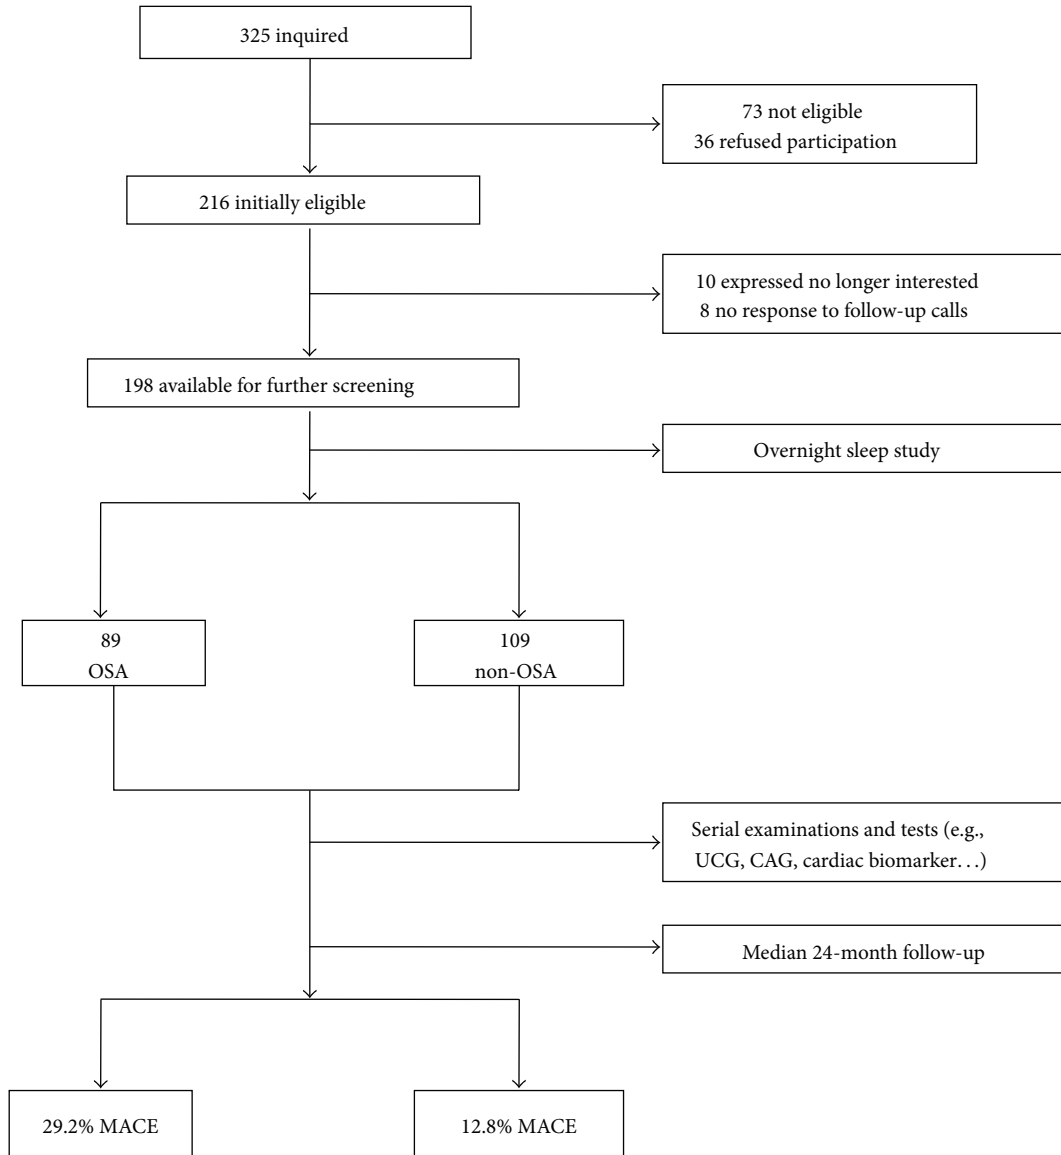 325 inquired
73 not eligible
36 refused participation
216 initially eligible
10 expressed no longer interested
8 no response to follow-up calls
198 available for further screening
Overnight sleep study
89
OSA
109
non-OSA
Serial examinations and tests (e.g.,
UCG, CAG, cardiac biomarker...)
Median 24-month follow-up
29.2% MACE
12.8% MACE